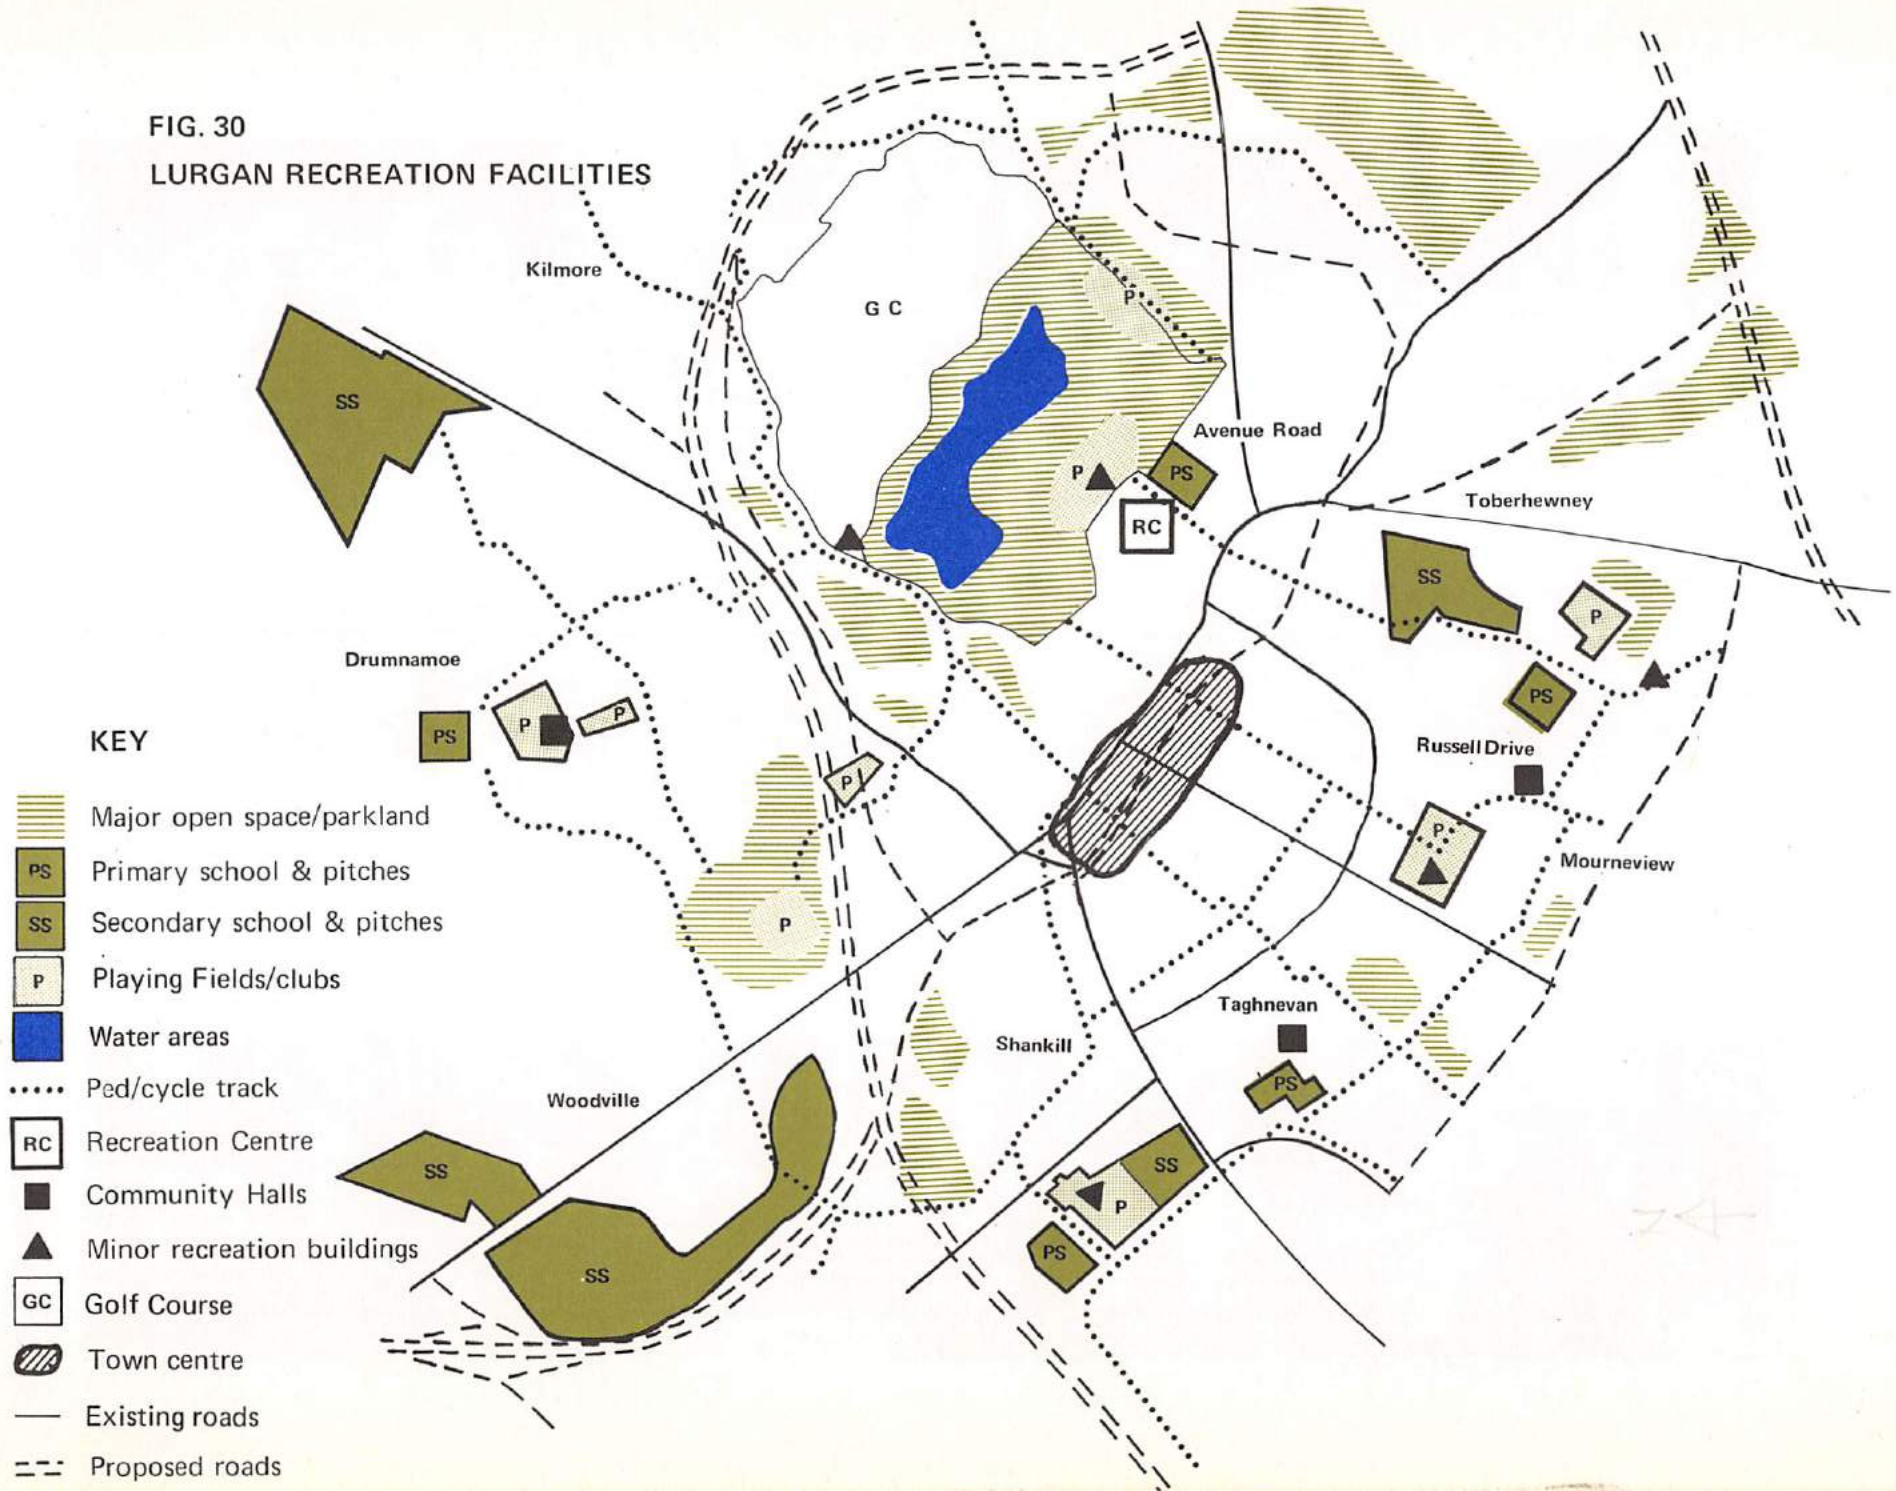 FIG. 30
LURGAN RECREATION FACILITIES
Kilmore
G C
P
SS
Avenue Road
P
PS
RC
Toberhewney
SS
P
Drumnamoe
PS
P
P
PS
Russell Drive
P
P
Mourneview
P
Taghnevan
Shankill
PS
Woodville
SS
SS
P
PS
SS
KEY
Major open space/parkland
PS Primary school & pitches
SS Secondary school & pitches
P Playing Fields/clubs
Water areas
Ped/cycle track
RC Recreation Centre
Community Halls
Minor recreation buildings
GC Golf Course
Town centre
Existing roads
Proposed roads